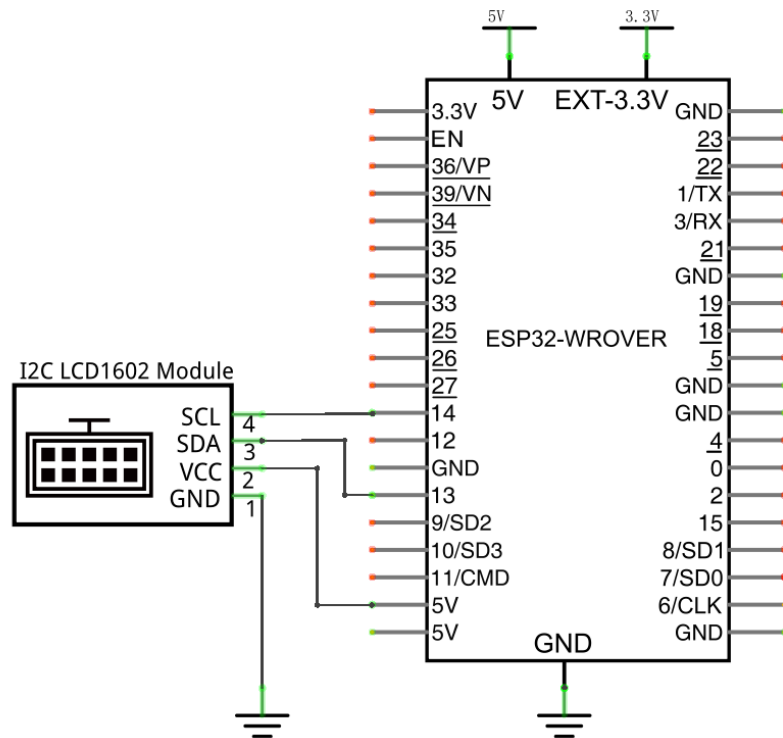 5V
3.3V
5V
EXT-3.3V
3.3V
EN
36/VP
39/VN
34
35
32
33
25
26
27
14
12
GND
13
9/SD2
10/SD3
11/CMD
5V
5V
ESP32-WROVER
GND
23
22
1/TX
3/RX
21
GND
19
18
5
GND
GND
4
0
2
15
8/SD1
7/SD0
6/CLK
GND
GND
I2C LCD1602 Module
SCL 4
SDA 3
VCC 2
GND 1